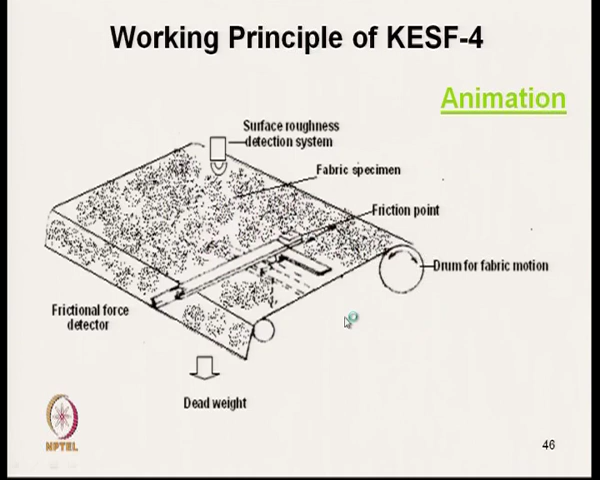 Working Principle of KESF-4
Animation
Surface roughness
detection system
Fabric specimen
Friction point
Drum for fabric motion
Frictional force
detector
Dead weight
NPTEL
46